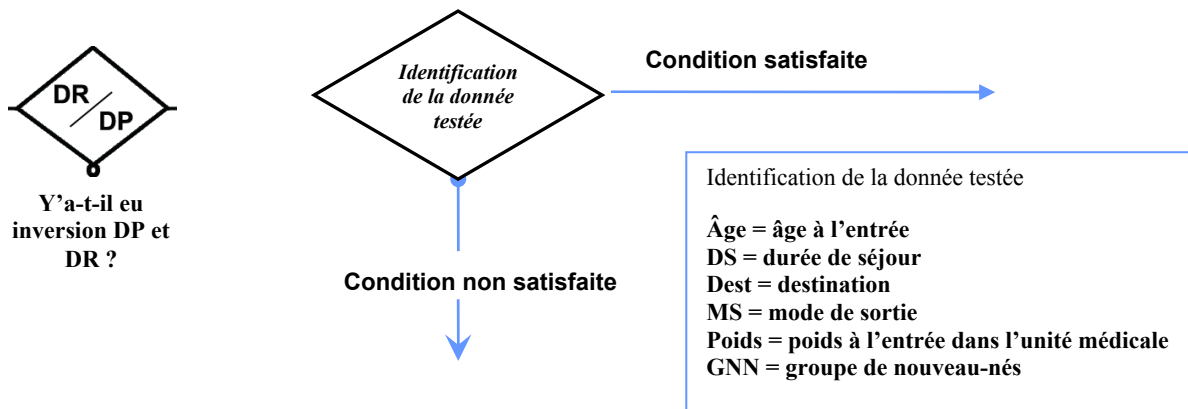 DR
DP
Y’a-t-il eu
inversion DP et
DR ?
Identification
de la donnée
testée
Condition satisfaite
Condition non satisfaite
Identification de la donnée testée
Âge = âge à l’entrée
DS = durée de séjour
Dest = destination
MS = mode de sortie
Poids = poids à l’entrée dans l’unité médicale
GNN = groupe de nouveau-nés